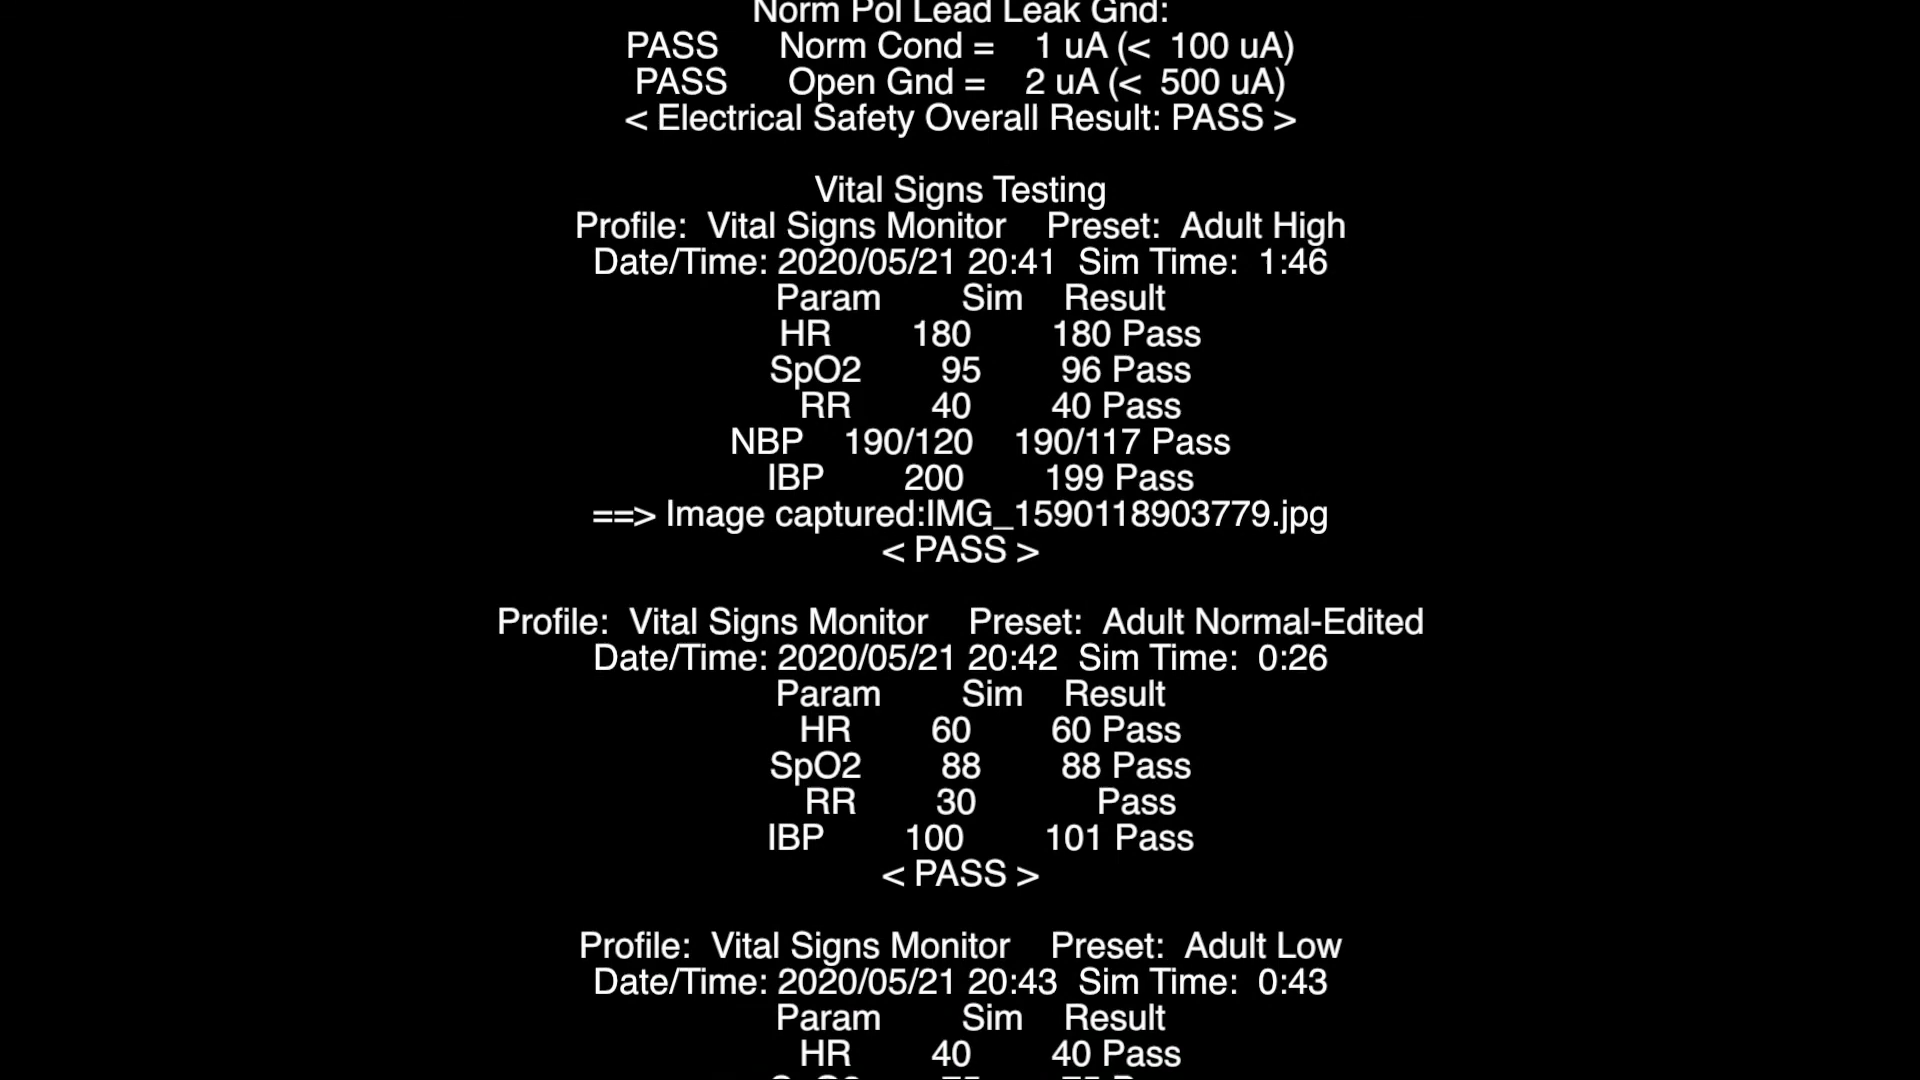 Norm Pol Lead Leak Gnd:
PASS Norm Cond = 1 uA (< 100 uA)
PASS Open Gnd = 2 uA (< 500 uA)
< Electrical Safety Overall Result: PASS >
Vital Signs Testing
Profile: Vital Signs Monitor Preset: Adult High
Date/Time: 2020/05/21 20:41 Sim Time: 1:46
Param Sim Result
HR 180 180 Pass
SpO2 95 96 Pass
RR 40 40 Pass
NBP 190/120 190/117 Pass
IBP 200 199 Pass
==> Image captured:IMG_1590118903779.jpg
< PASS >
Profile: Vital Signs Monitor Preset: Adult Normal-Edited
Date/Time: 2020/05/21 20:42 Sim Time: 0:26
Param Sim Result
HR 60 60 Pass
SpO2 88 88 Pass
RR 30 Pass
IBP 100 101 Pass
< PASS >
Profile: Vital Signs Monitor Preset: Adult Low
Date/Time: 2020/05/21 20:43 Sim Time: 0:43
Param Sim Result
HR 40 40 Pass